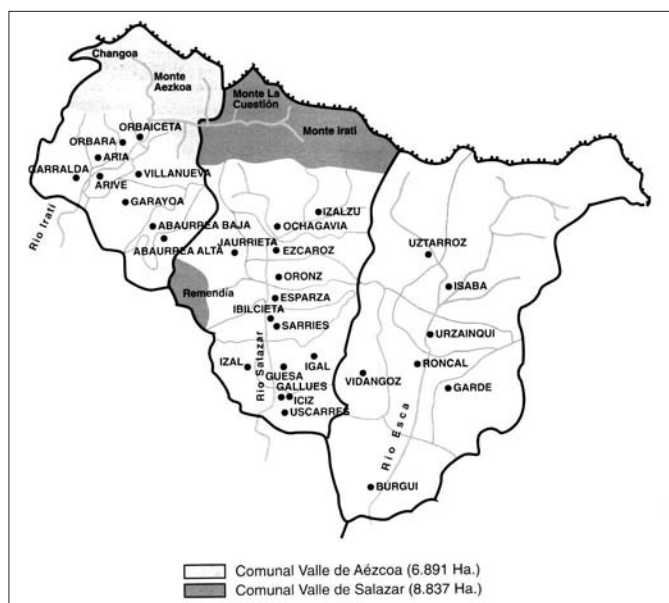 Changoa
Monte
Aezkoa
Monte La
Cuestión
Monte Irati
ORBAICETA
ORBARA
ARIA
GARRALDA
VILLANUEVA
ARIVE
GARAYOA
Río Irati
ABAURREA BAJA
ABAURREA ALTA
IZALZU
OCHAGAVIA
JAURRIETA
EZCAROZ
UZTARROZ
ORONZ
ISABA
Remendía
ESPARZA
IBILCIETA
SARRIES
URZAINQUI
Río Salazar
IZAL
IGAL
GUESA
RONCAL
VIDANGOZ
GALLUES
GARDE
ICIZ
USCARRES
Río Esca
BURGUI
Comunal Valle de Aézcoa (6.891 Ha.)
Comunal Valle de Salazar (8.837 Ha.)